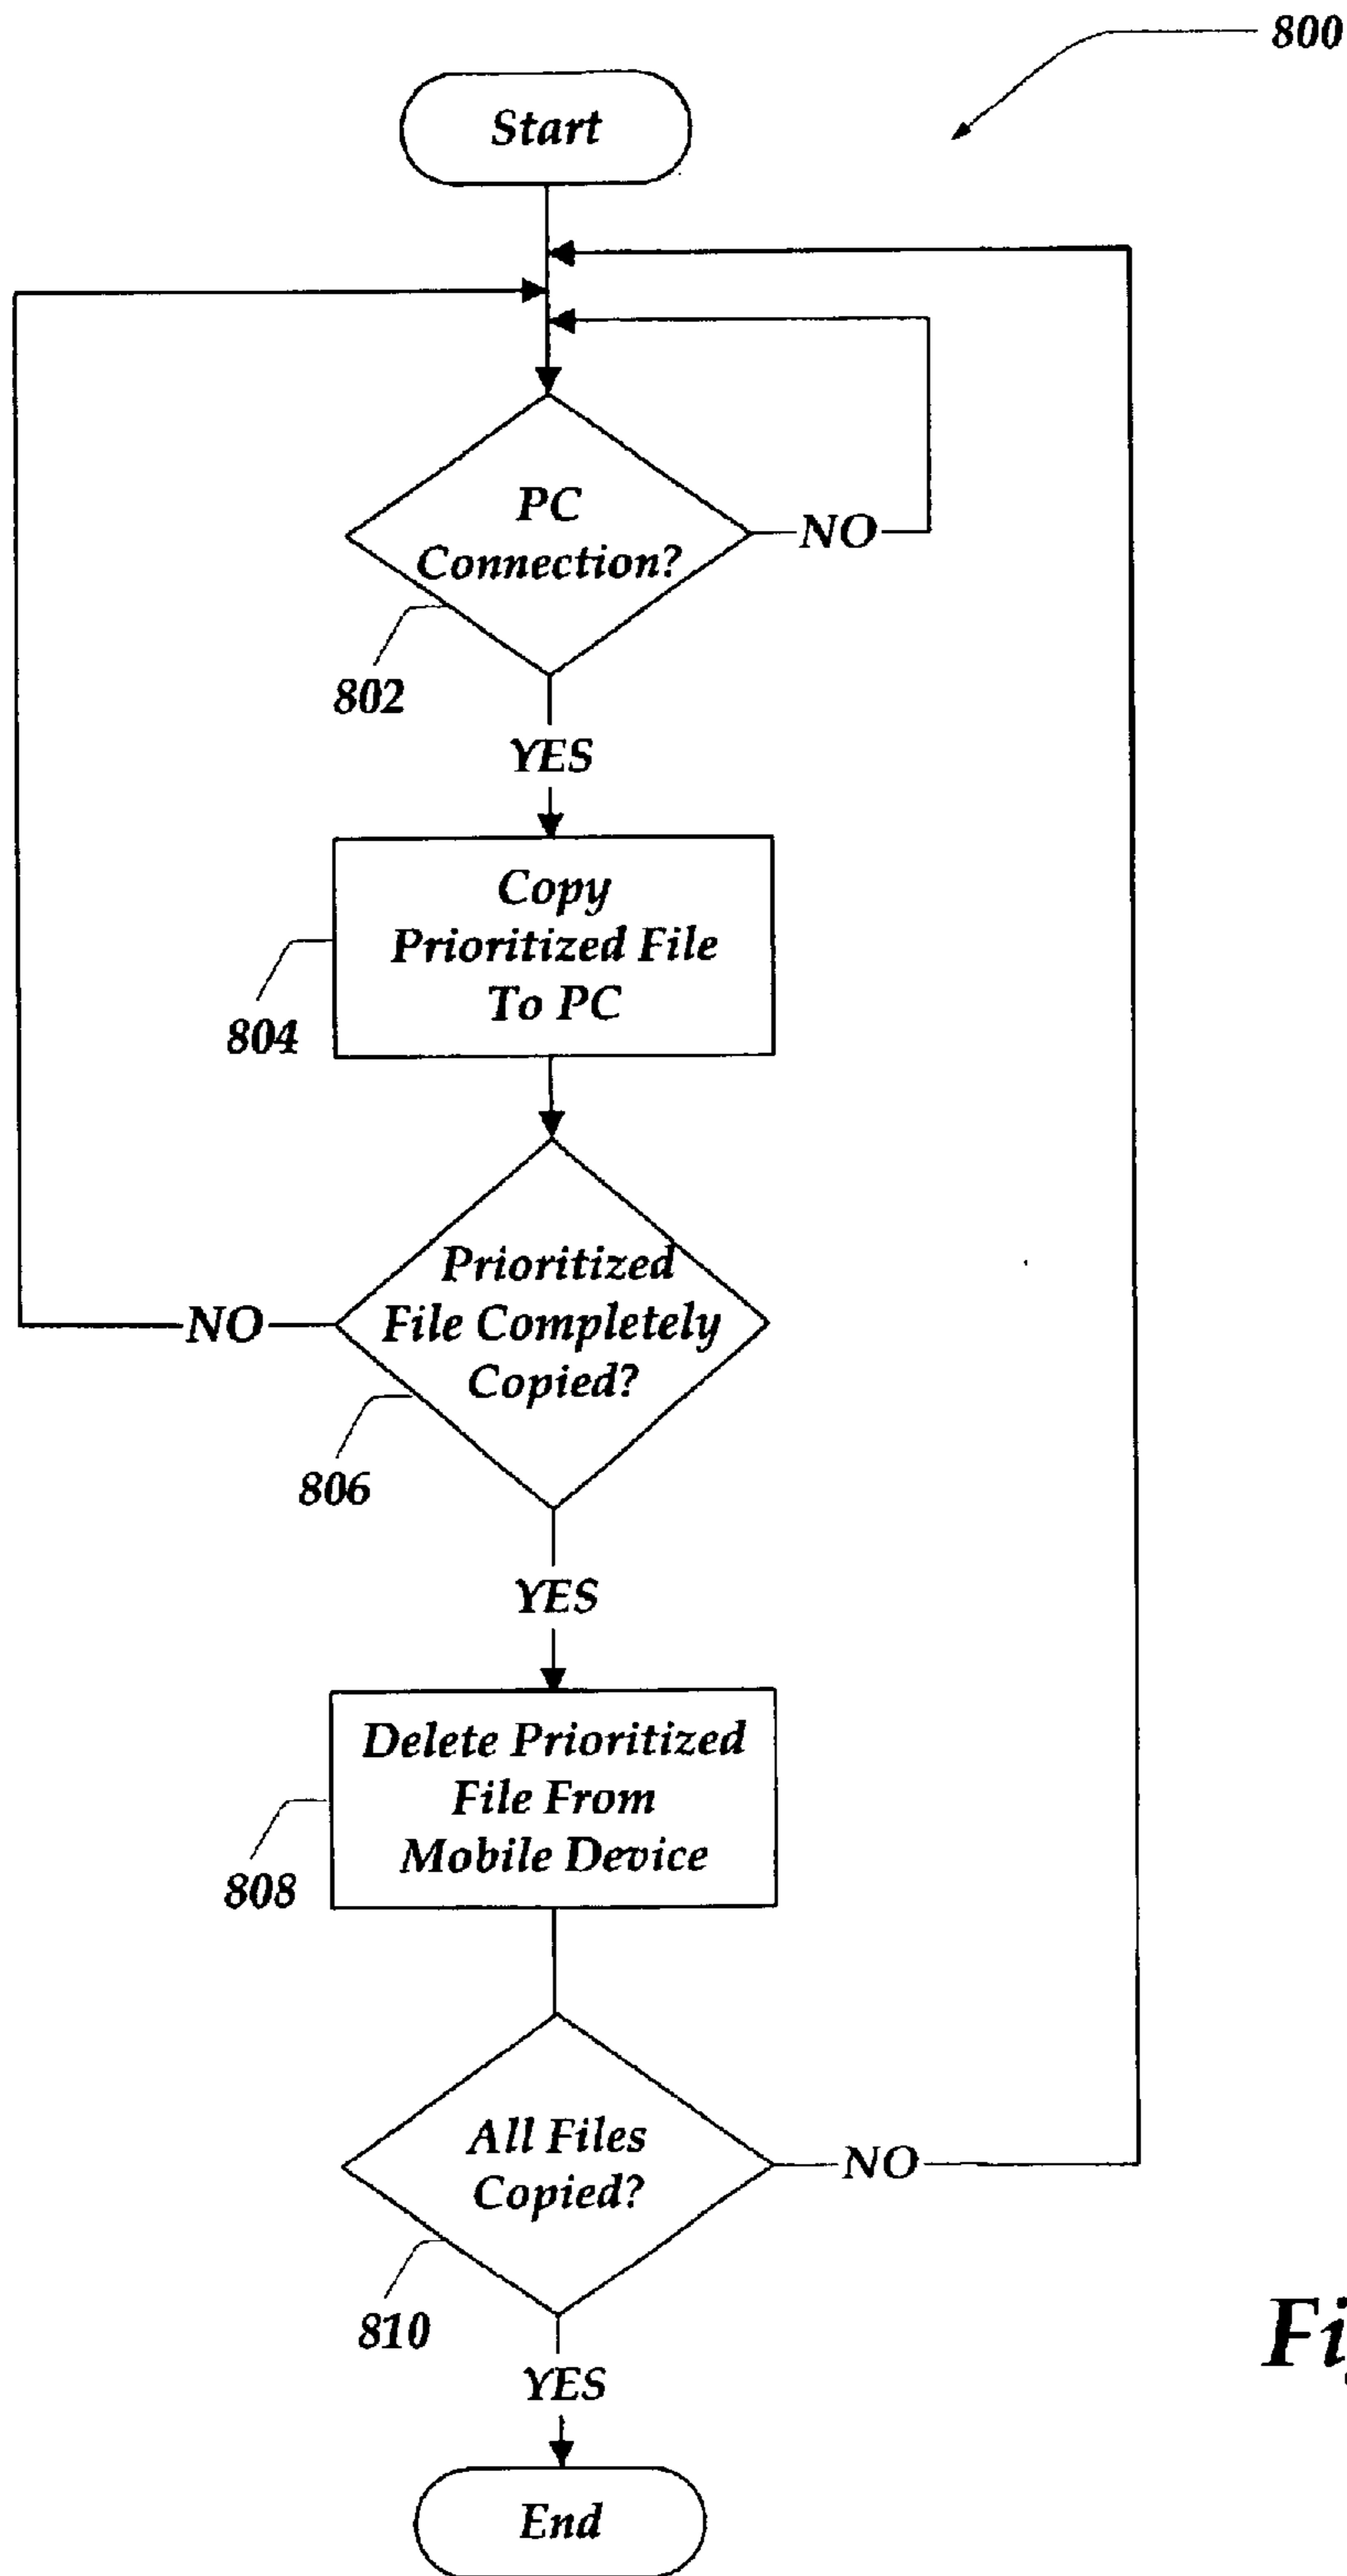 800
Start
PC
Connection?
NO
802
YES
Copy
Prioritized File
To PC
804
Prioritized
File Completely
Copied?
NO
806
YES
Delete Prioritized
File From
Mobile Device
808
All Files
Copied?
NO
810
YES
End